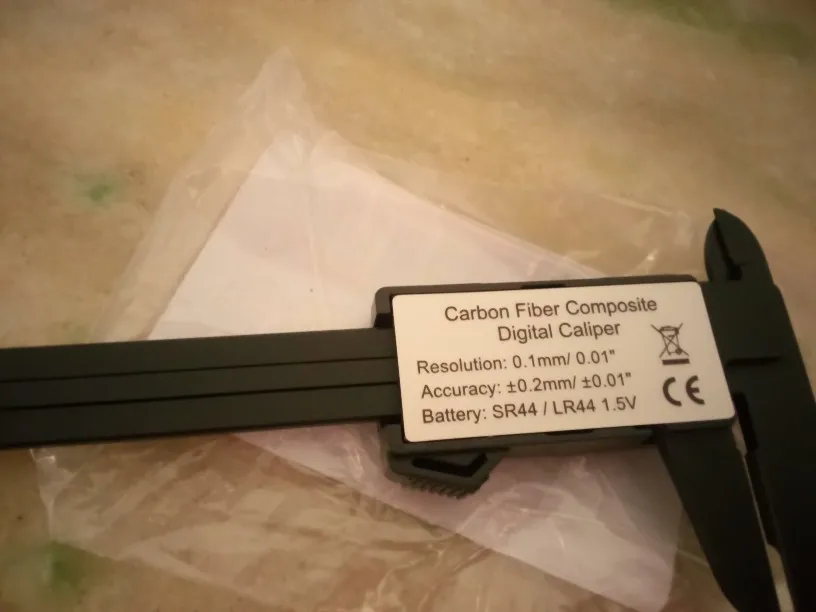 Carbon Fiber Composite
Digital Caliper
Resolution: 0.1mm/ 0.01"
Accuracy: ±0.2mm/ ±0.01"
Battery: SR44 / LR44 1.5V
CE